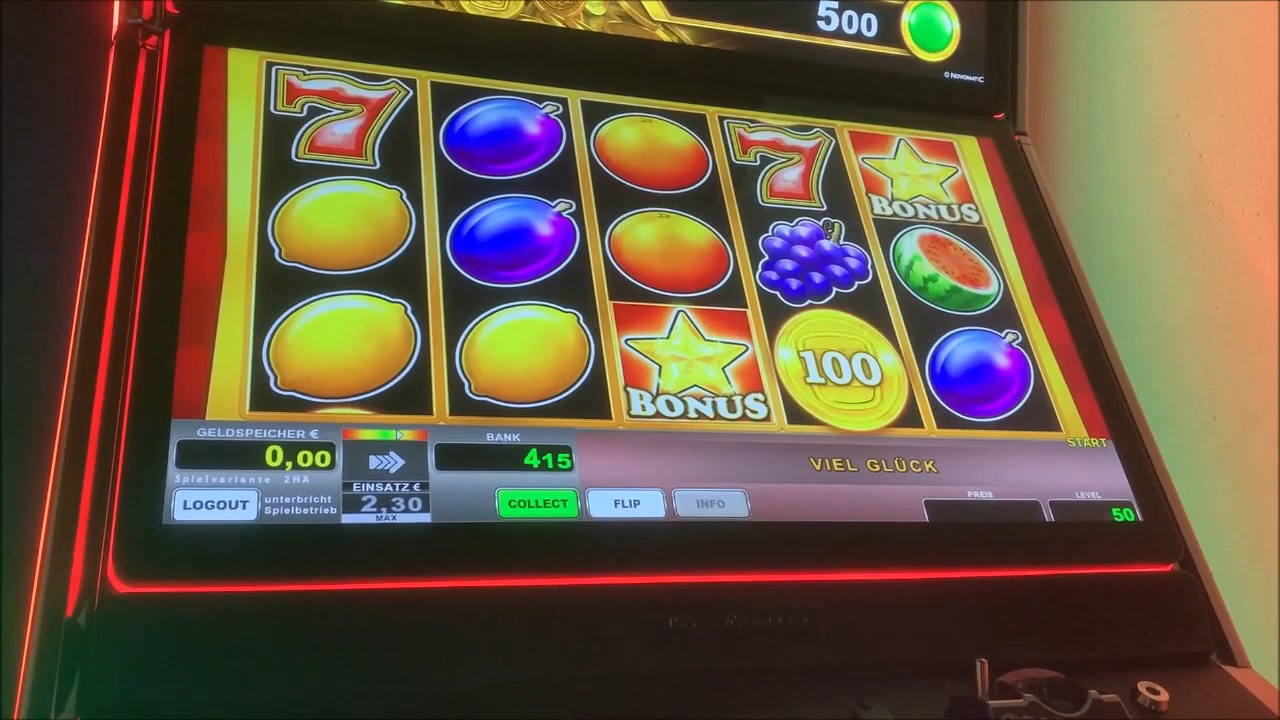 500
© NOVOMATIC
7
7
BONUS
BONUS
100
START
GELDSPEICHER €
0,00
Spielvariante 2HA
LOGOUT
unterbricht
Spielbetrieb
EINSATZ €
2,30
MAX
BANK
415
COLLECT
FLIP
INFO
VIEL GLÜCK
PREIS
LEVEL
50